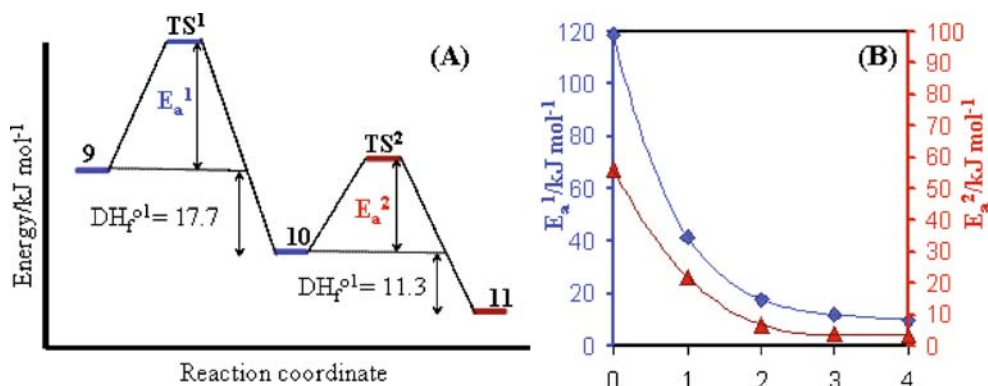 TS¹
(A)
Eₐ¹
9
TS²
DHfº¹ = 17.7
10
Eₐ²
DHfº¹ = 11.3
11
Energy/kJ mol⁻¹
Reaction coordinate
(B)
Eₐ¹/kJ mol⁻¹
120
100
80
60
40
20
0
0 1 2 3 4
100
90
80
70
60
50
40
30
20
10
0
Eₐ²/kJ mol⁻¹